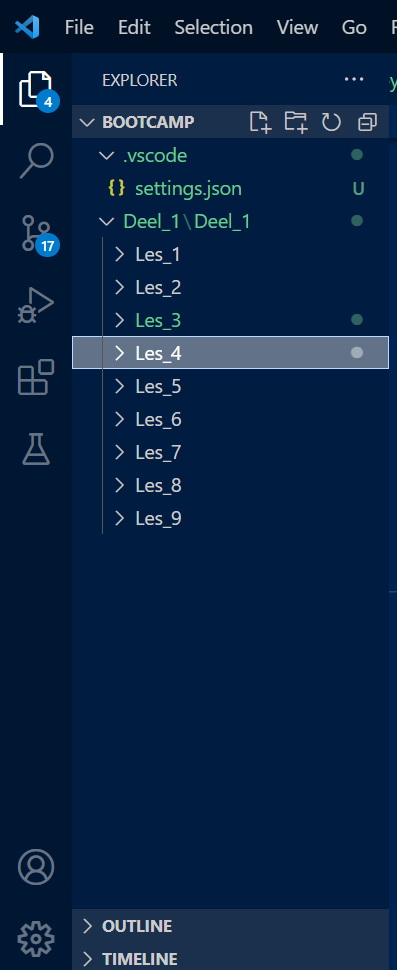 File Edit Selection View Go
EXPLORER ...
4
BOOTCAMP
.vscode
{} settings.json U
17
Deel_1\Deel_1
Les_1
Les_2
Les_3
Les_4
Les_5
Les_6
Les_7
Les_8
Les_9
OUTLINE
TIMELINE